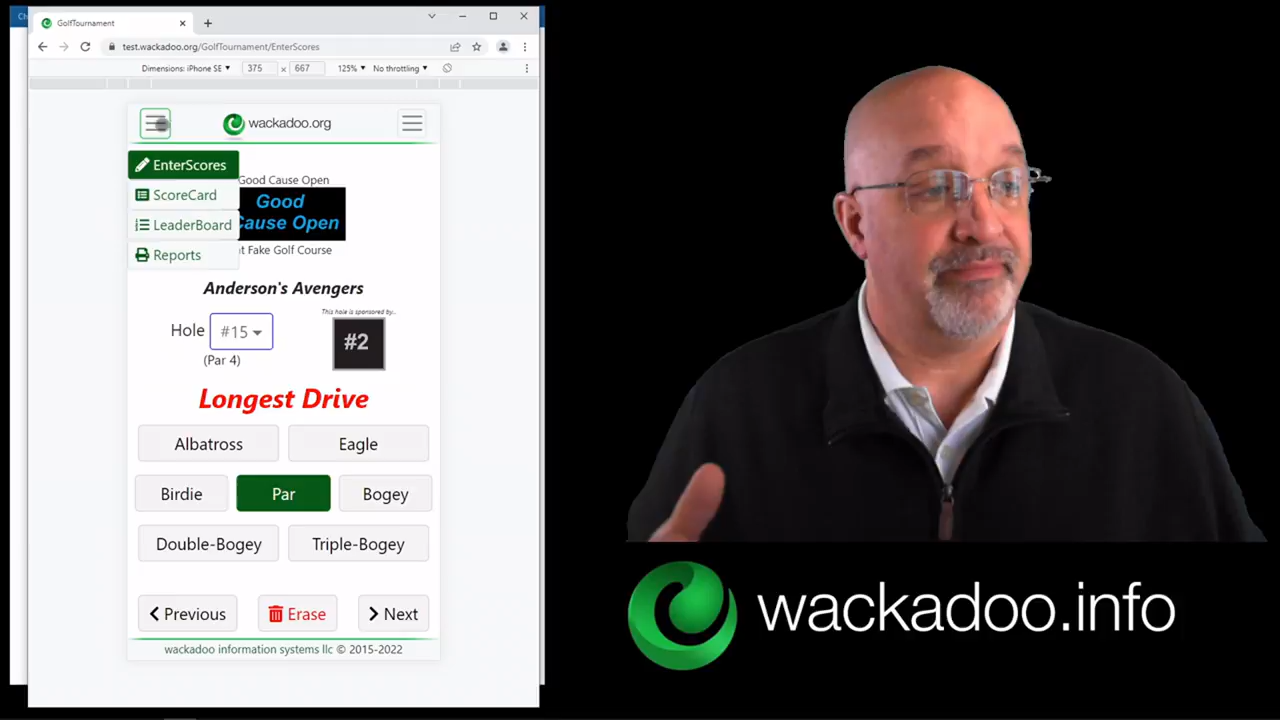 Ch
GolfTournament
test.wackadoo.org/GolfTournament/EnterScores
Dimensions: iPhone SE 375 × 667 125% No throttling
wackadoo.org
EnterScores
ScoreCard
LeaderBoard
Reports
Good Cause Open
Good
Cause Open
at Fake Golf Course
Anderson's Avengers
Hole #15
(Par 4)
This hole is sponsored by..
#2
Longest Drive
Albatross Eagle
Birdie Par Bogey
Double-Bogey Triple-Bogey
Previous Erase Next
wackadoo information systems llc © 2015-2022
wackadoo.info